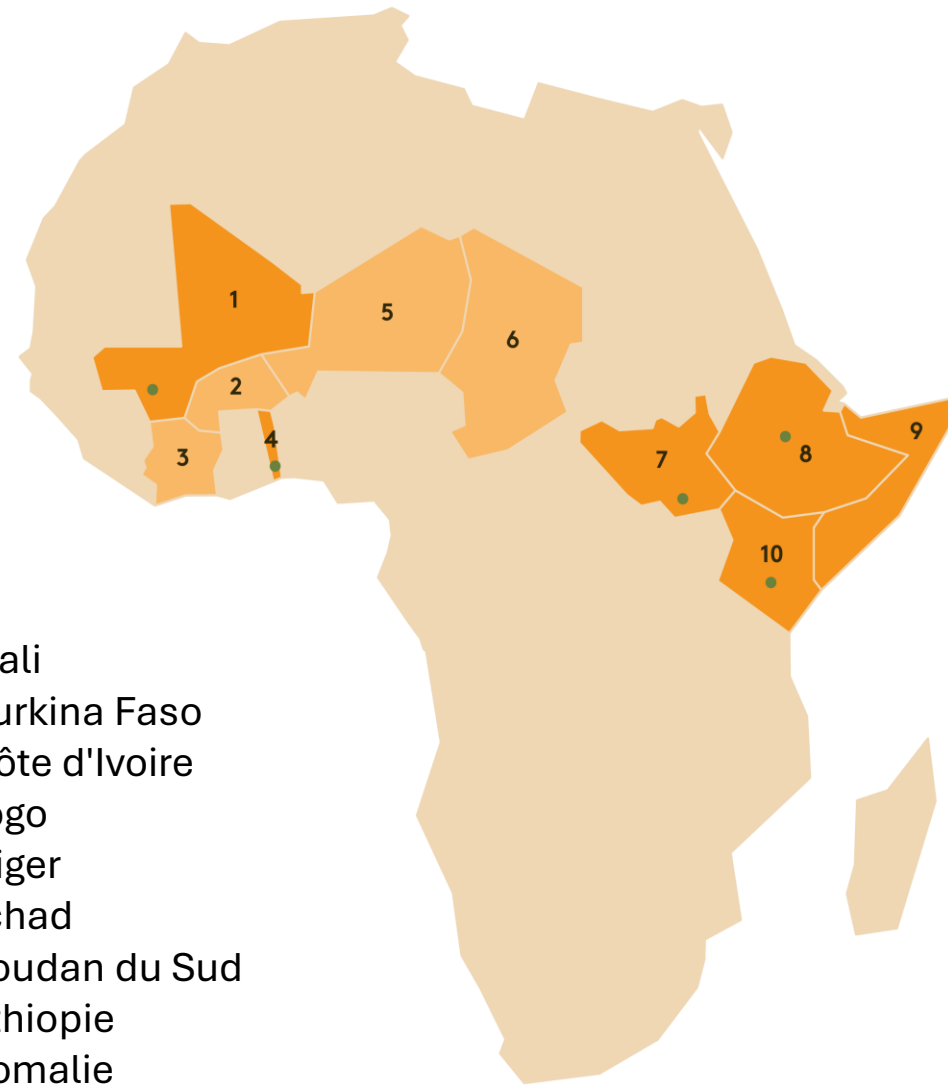 1
5
6
2
4
9
3
7
8
10
ali
urkina Faso
ôte d'Ivoire
ogo
iger
chad
oudan du Sud
thiopie
omalie